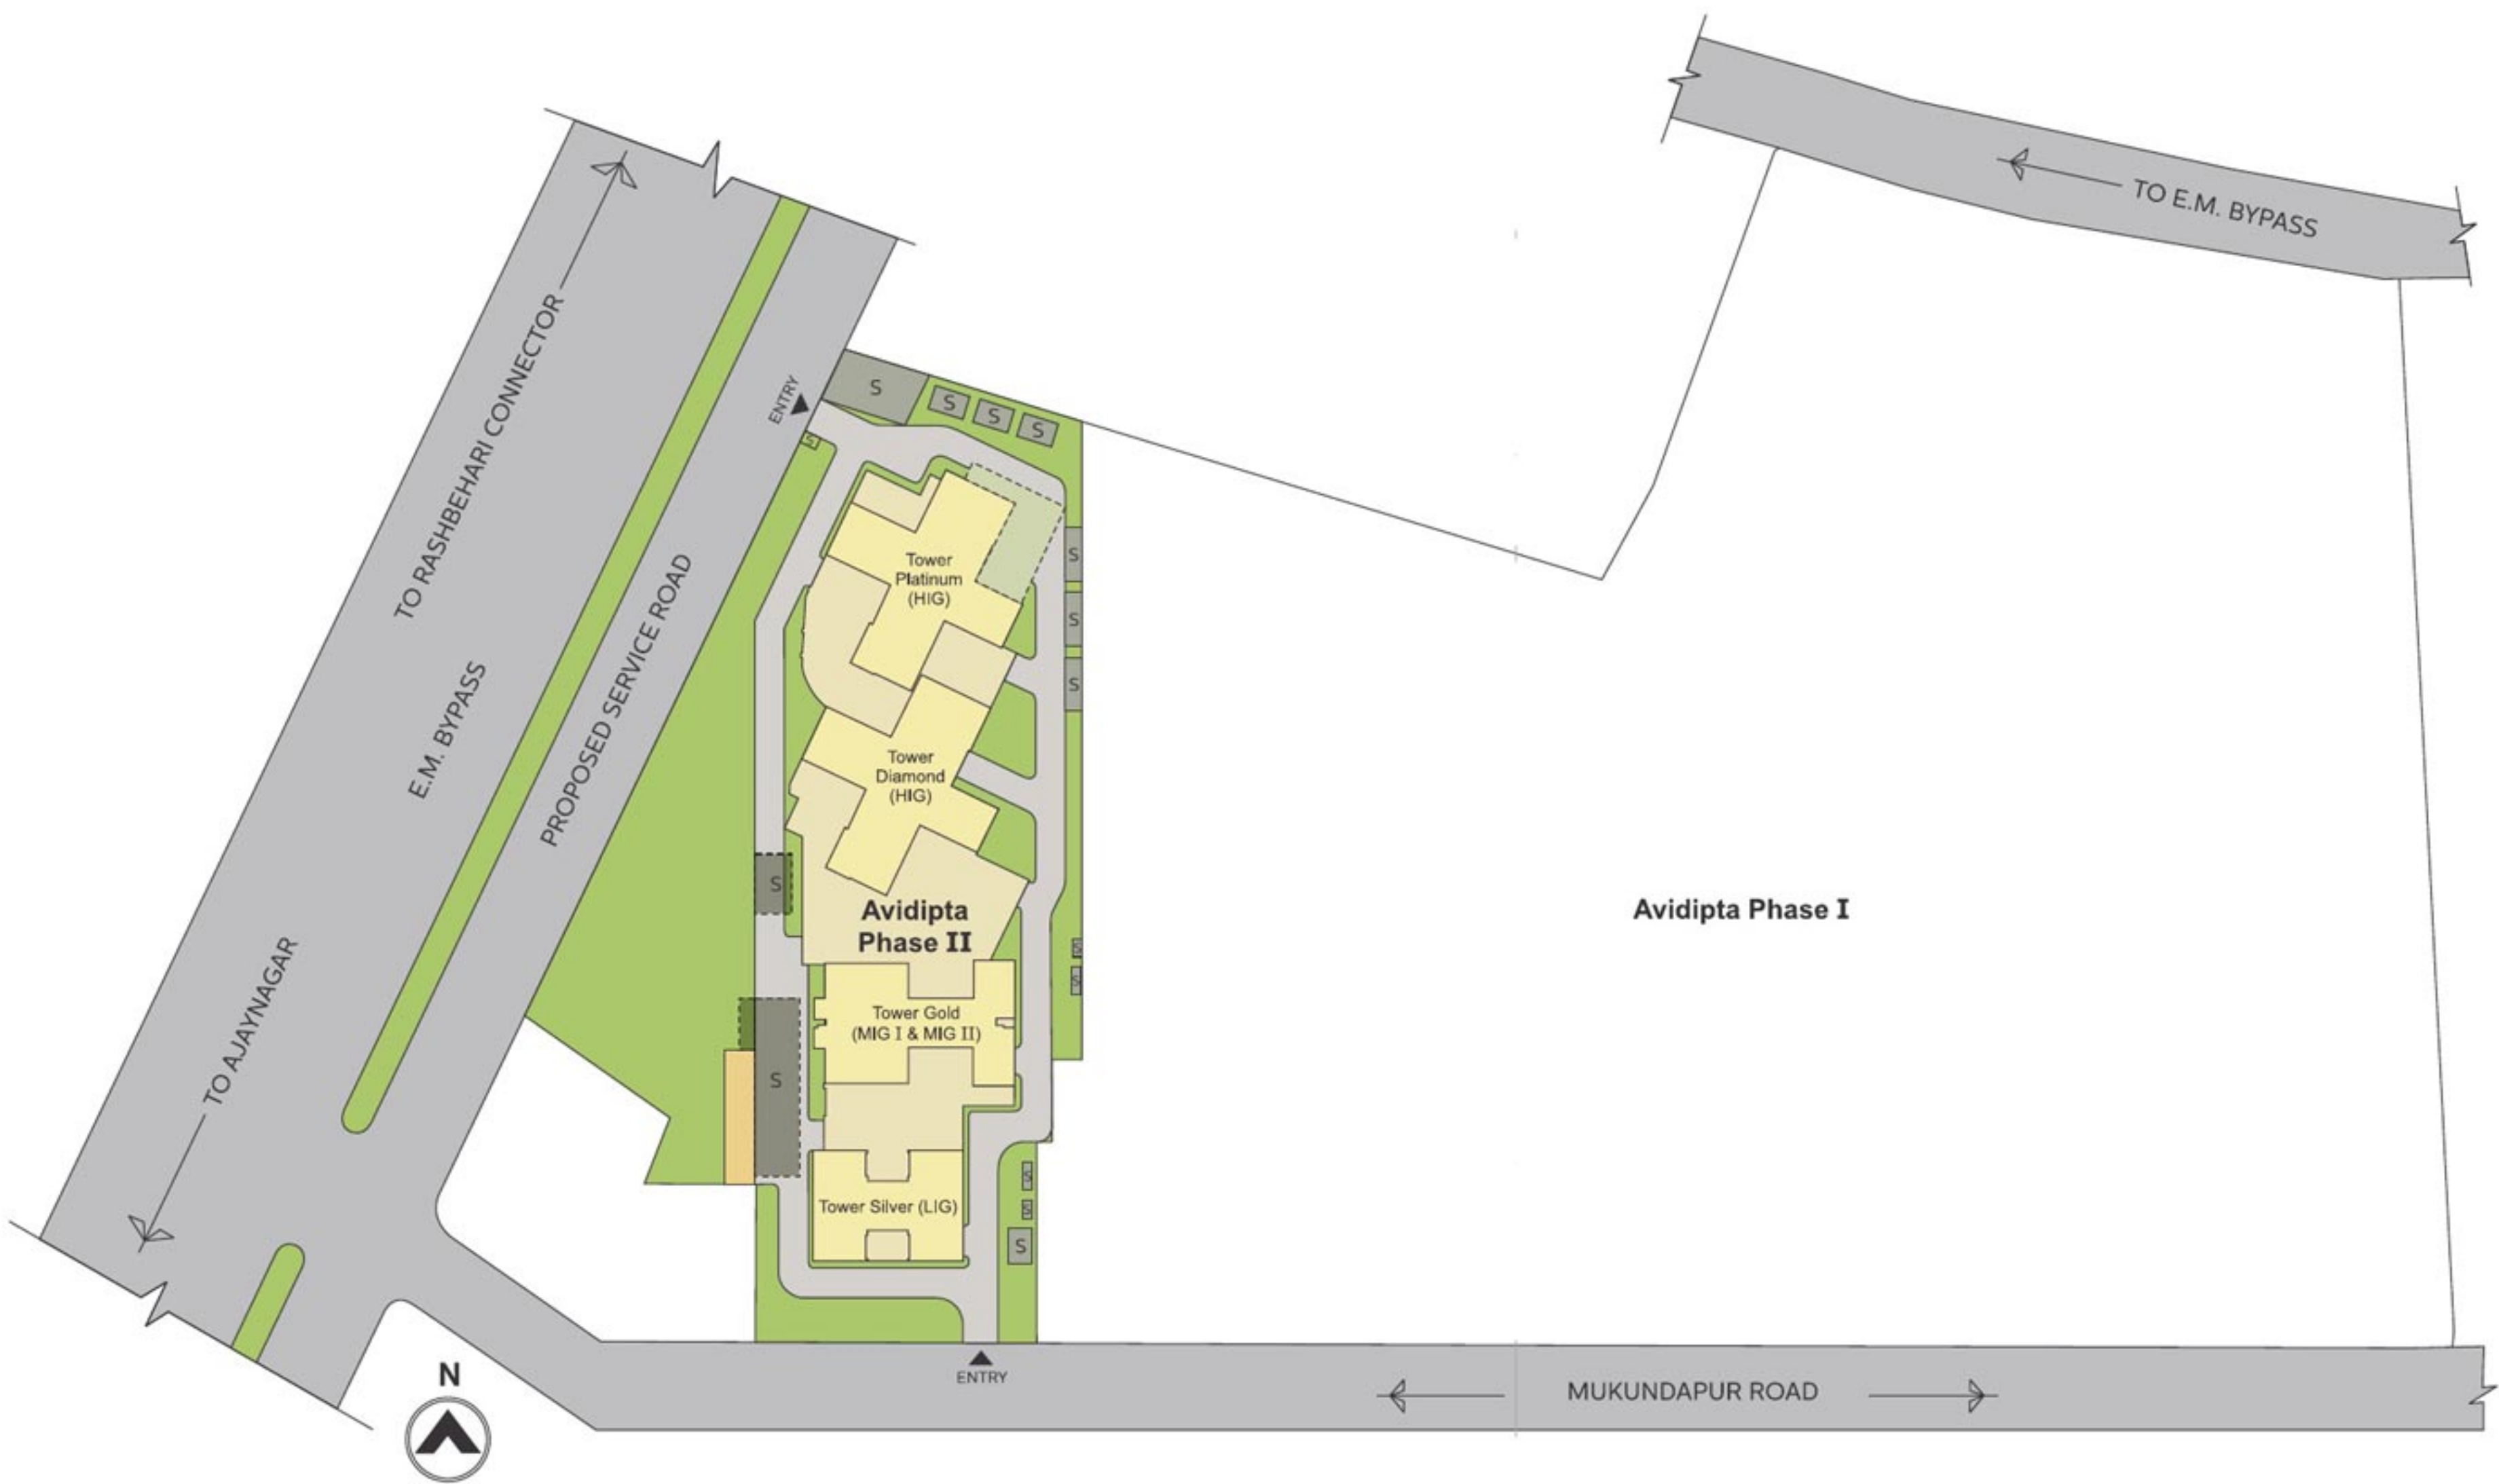 TO E.M. BYPASS
TO RASHBEHARI CONNECTOR
E.M. BYPASS
PROPOSED SERVICE ROAD
TO AJAYNAGAR
ENTRY
S
S
S
S
S
Tower
Platinum
(HIG)
S
S
S
Tower
Diamond
(HIG)
S
Avidipta
Phase II
Avidipta Phase I
S
S
Tower Gold
(MIG I & MIG II)
S
S
S
Tower Silver (LIG)
S
ENTRY
MUKUNDAPUR ROAD
N